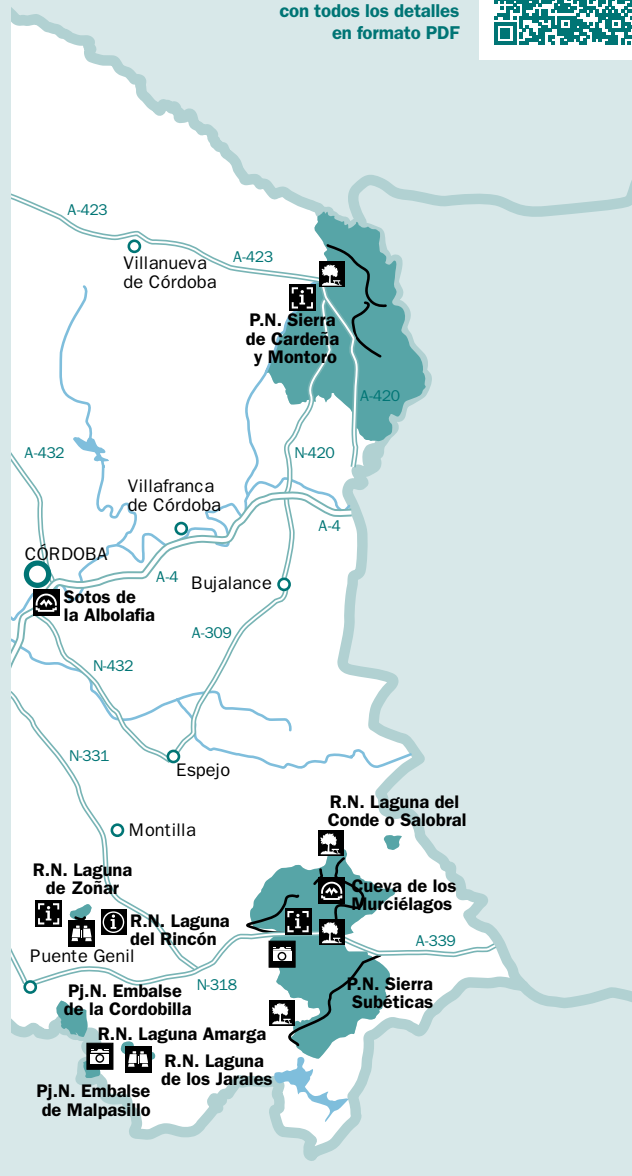 con todos los detalles
en formato PDF
A-423
A-423
Villanueva
de Córdoba
P.N. Sierra
de Cardeña
y Montoro
A-420
A-432
N-420
Villafranca
de Córdoba
A-4
CÓRDOBA
A-4
Bujalance
Sotos de
la Albolafia
A-309
N-432
N-331
Espejo
R.N. Laguna del
Conde o Salobral
Montilla
R.N. Laguna
de Zoñar
Cueva de los
Murciélagos
R.N. Laguna
del Rincón
A-339
Puente Genil
N-318
P.N. Sierra
Subéticas
Pj.N. Embalse
de la Cordobilla
R.N. Laguna Amarga
R.N. Laguna
de los Jarales
Pj.N. Embalse
de Malpasillo